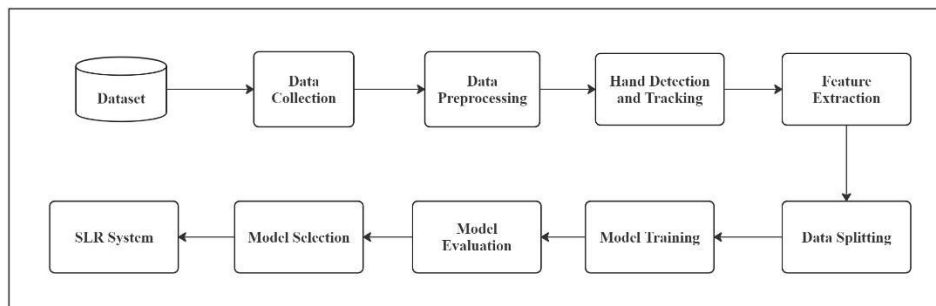 Dataset
Data
Collection
Data
Preprocessing
Hand Detection
and Tracking
Feature
Extraction
SLR System
Model Selection
Model
Evaluation
Model Training
Data Splitting